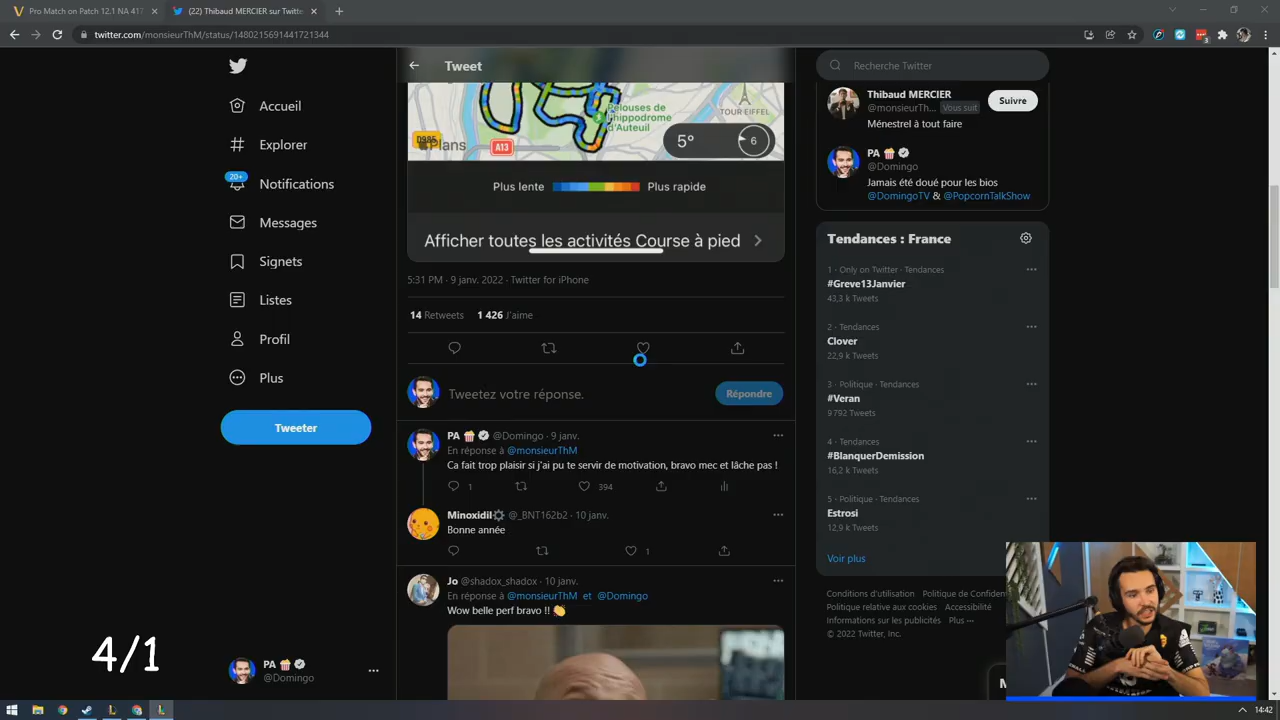 Pro Match on Patch 12.1 NA 417
(22) Thibaud MERCIER sur Twitte
twitter.com/monsieurThM/status/1480215691441721344
3
Accueil
Explorer
20+
Notifications
Messages
Signets
Listes
Profil
Plus
Tweeter
PA
@Domingo
4/1
Tweet
Pelouses de
l'hippodrome
d'Auteuil
TOUR EIFFEL
D985
Plans
A13
5°
6
Plus lente
Plus rapide
Afficher toutes les activités Course à pied
5:31 PM · 9 janv. 2022 · Twitter for iPhone
14 Retweets 1 426 J'aime
Tweetez votre réponse.
Répondre
PA @Domingo · 9 janv.
En réponse à @monsieurThM
Ca fait trop plaisir si j'ai pu te servir de motivation, bravo mec et lâche pas !
1
394
Minoxidil @_BNT162b2 · 10 janv.
Bonne année
1
Jo @shadox_shadox · 10 janv.
En réponse à @monsieurThM et @Domingo
Wow belle perf bravo !!
Recherche Twitter
Thibaud MERCIER
@monsieurTh... Vous suit
Suivre
Ménestrel à tout faire
PA
@Domingo
Jamais été doué pour les bios
@DomingoTV & @PopcornTalkShow
Tendances : France
1 · Only on Twitter · Tendances
#Greve13Janvier
43,3 k Tweets
2 · Tendances
Clover
22,9 k Tweets
3 · Politique · Tendances
#Veran
9 792 Tweets
4 · Tendances
#BlanquerDemission
16,2 k Tweets
5 · Politique · Tendances
Estrosi
12,9 k Tweets
Voir plus
Conditions d'utilisation Politique de Confiden
Politique relative aux cookies Accessibilité
Informations sur les publicités Plus ···
© 2022 Twitter, Inc.
M
14:42